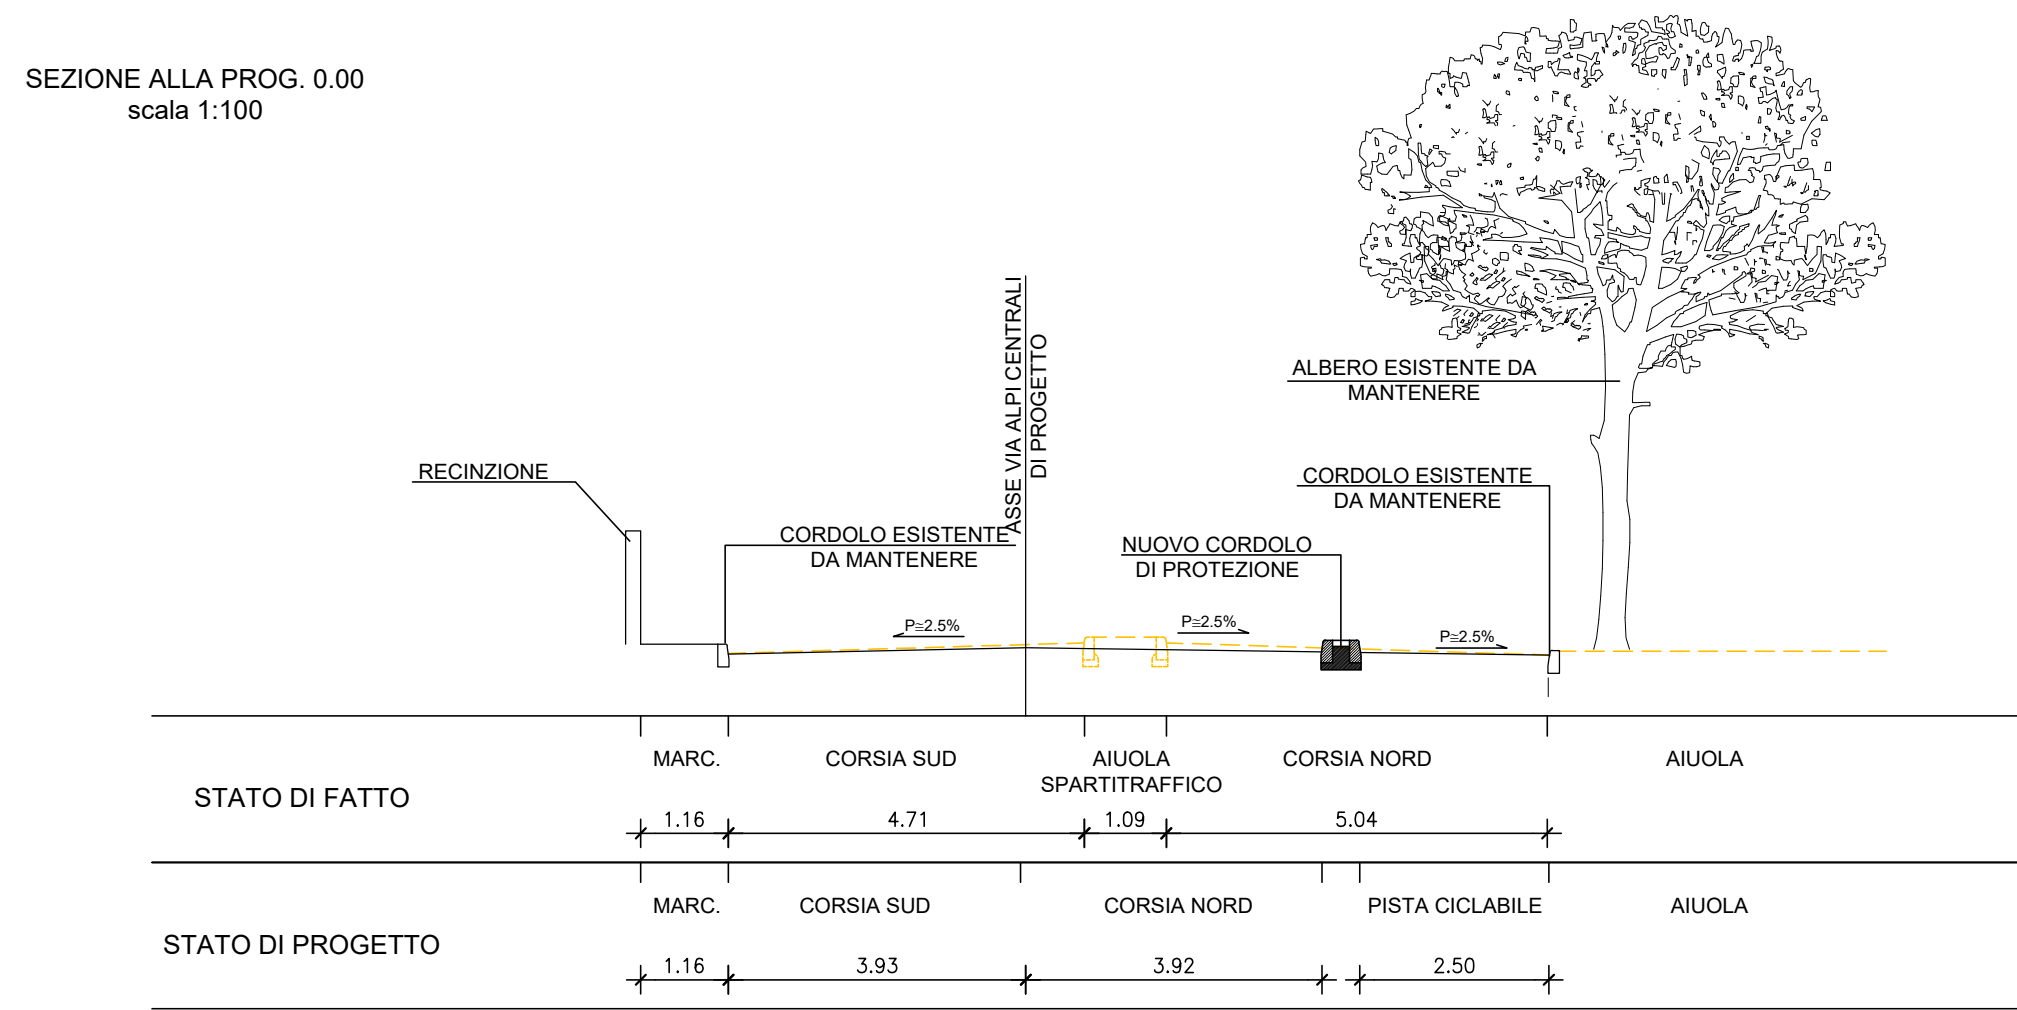 SEZIONE ALLA PROG. 0.00
scala 1:100
ASSE VIA ALPI CENTRALI
DI PROGETTO
ALBERO ESISTENTE DA
MANTENERE
RECINZIONE
CORDOLO ESISTENTE
DA MANTENERE
CORDOLO ESISTENTE
DA MANTENERE
NUOVO CORDOLO
DI PROTEZIONE
P≅2.5%
P≅2.5%
P≅2.5%
STATO DI FATTO
MARC.
CORSIA SUD
AIUOLA
SPARTITRAFFICO
CORSIA NORD
AIUOLA
1.16
4.71
1.09
5.04
STATO DI PROGETTO
MARC.
CORSIA SUD
CORSIA NORD
PISTA CICLABILE
AIUOLA
1.16
3.93
3.92
2.50